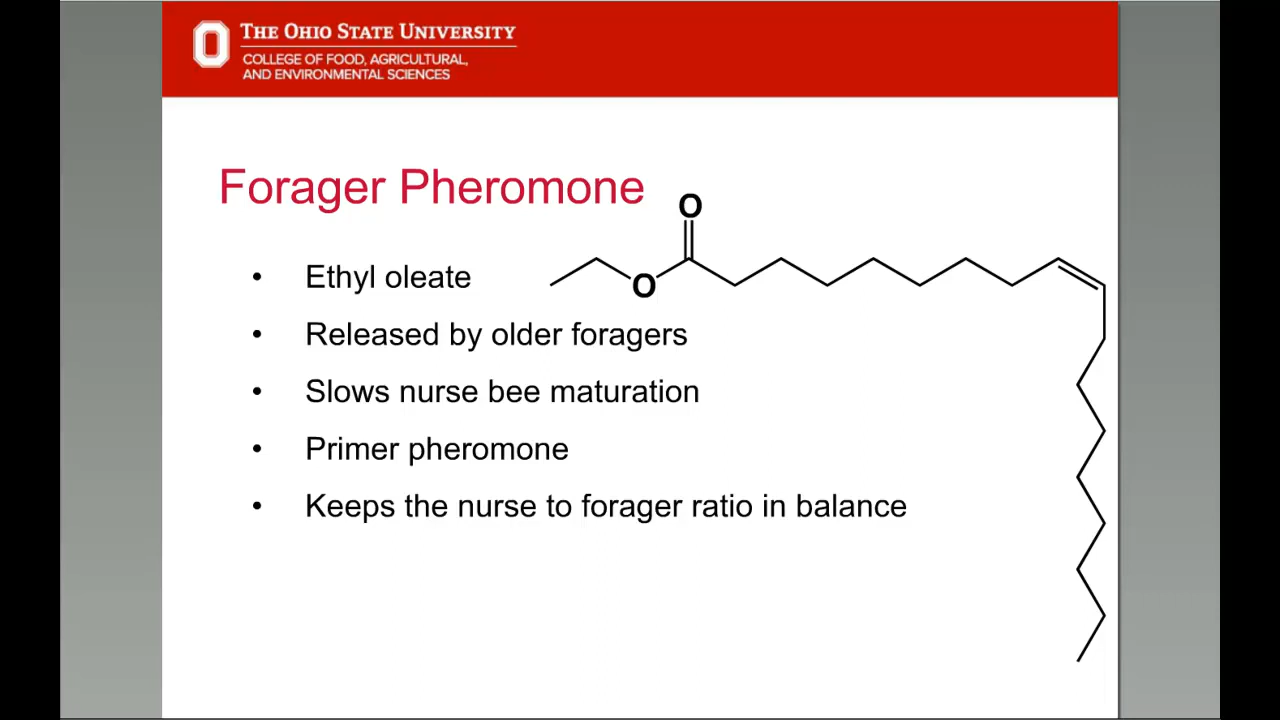 THE OHIO STATE UNIVERSITY
COLLEGE OF FOOD, AGRICULTURAL,
AND ENVIRONMENTAL SCIENCES
Forager Pheromone
O
O
• Ethyl oleate
• Released by older foragers
• Slows nurse bee maturation
• Primer pheromone
• Keeps the nurse to forager ratio in balance